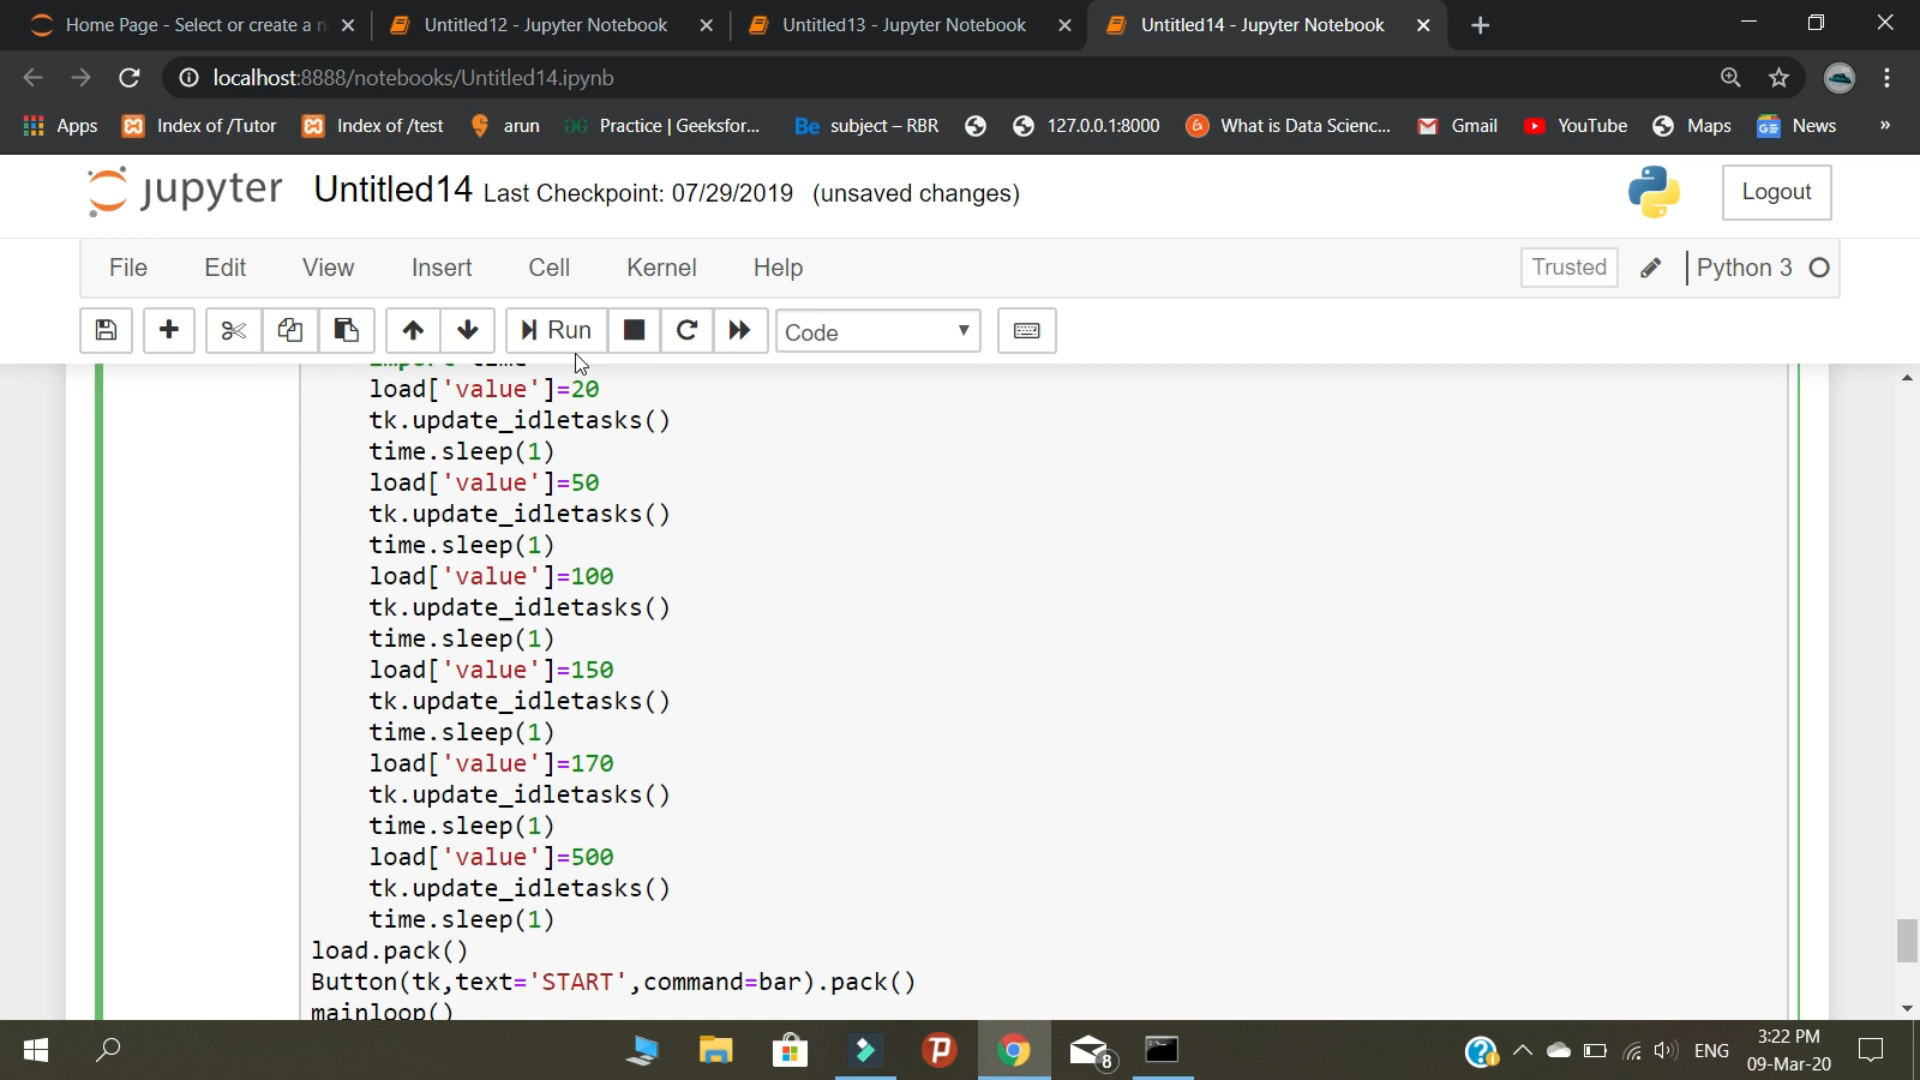 Home Page - Select or create a n
Untitled12 - Jupyter Notebook
Untitled13 - Jupyter Notebook
Untitled14 - Jupyter Notebook
localhost:8888/notebooks/Untitled14.ipynb
Apps
Index of /Tutor
Index of /test
arun
Practice | Geeksfor...
Be subject – RBR
127.0.0.1:8000
What is Data Scienc...
Gmail
YouTube
Maps
GE News
»
jupyter Untitled14 Last Checkpoint: 07/29/2019 (unsaved changes)
Logout
File Edit View Insert Cell Kernel Help
Trusted
Python 3
Run
Code
import time
load['value']=20
tk.update_idletasks()
time.sleep(1)
load['value']=50
tk.update_idletasks()
time.sleep(1)
load['value']=100
tk.update_idletasks()
time.sleep(1)
load['value']=150
tk.update_idletasks()
time.sleep(1)
load['value']=170
tk.update_idletasks()
time.sleep(1)
load['value']=500
tk.update_idletasks()
time.sleep(1)
load.pack()
Button(tk,text='START',command=bar).pack()
mainloop()
8
ENG
3:22 PM
09-Mar-20